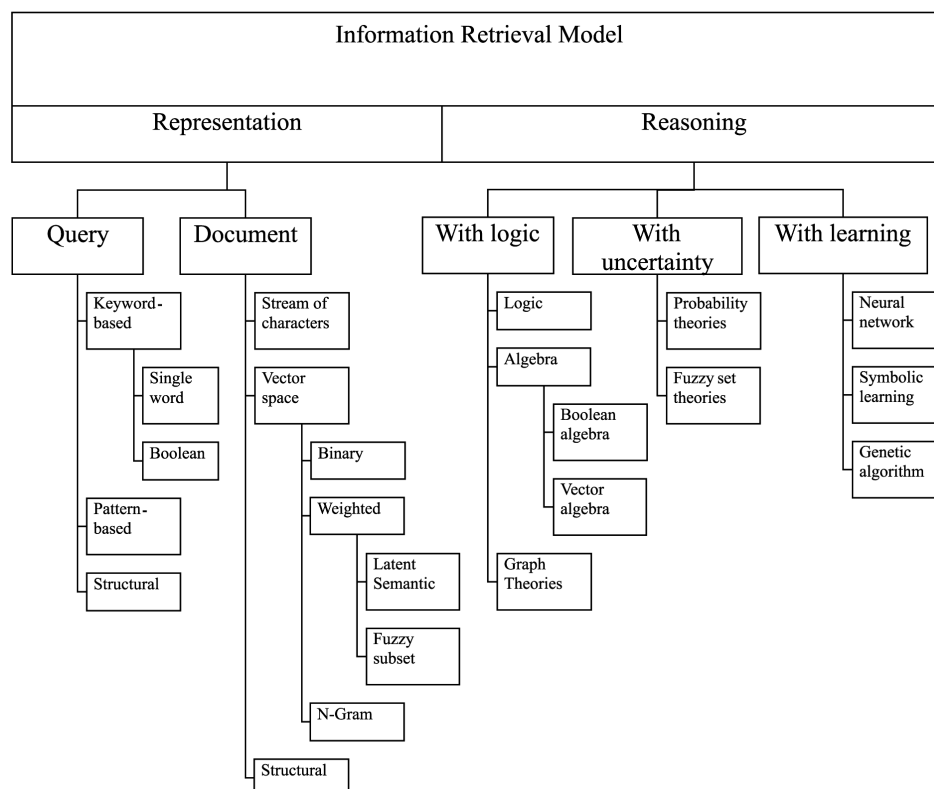 Information Retrieval Model
Representation
Reasoning
Query
Document
With logic
With
uncertainty
With learning
Keyword-
based
Single
word
Boolean
Pattern-
based
Structural
Stream of
characters
Vector
space
Binary
Weighted
Latent
Semantic
Fuzzy
subset
N-Gram
Structural
Logic
Algebra
Boolean
algebra
Vector
algebra
Graph
Theories
Probability
theories
Fuzzy set
theories
Neural
network
Symbolic
learning
Genetic
algorithm